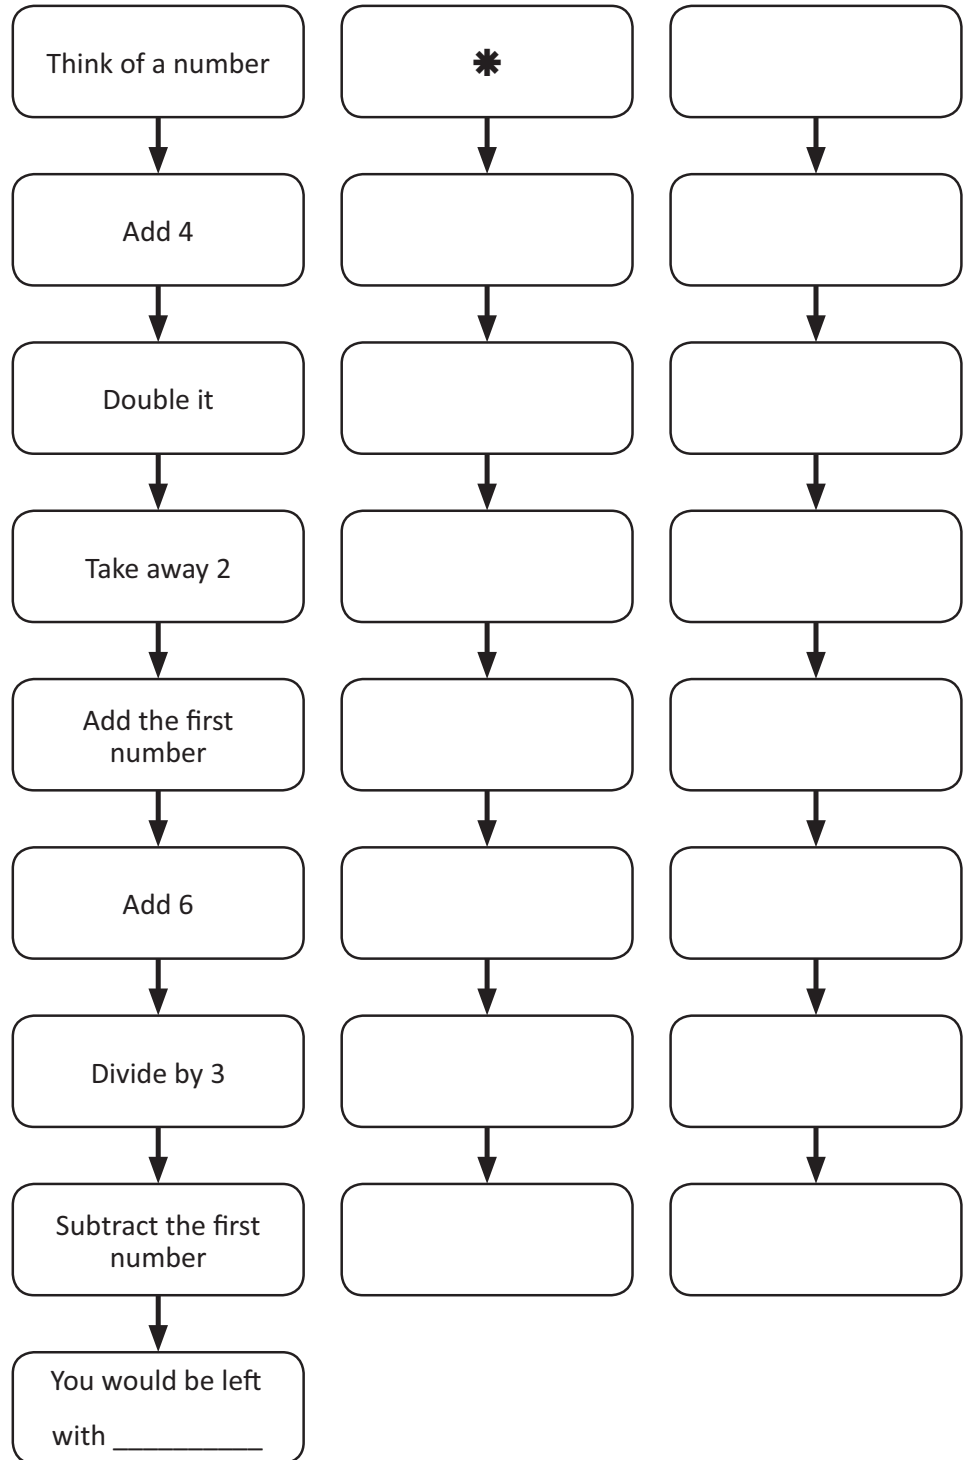 Think of a number
✱
Add 4
Double it
Take away 2
Add the first
number
Add 6
Divide by 3
Subtract the first
number
You would be left
with __________